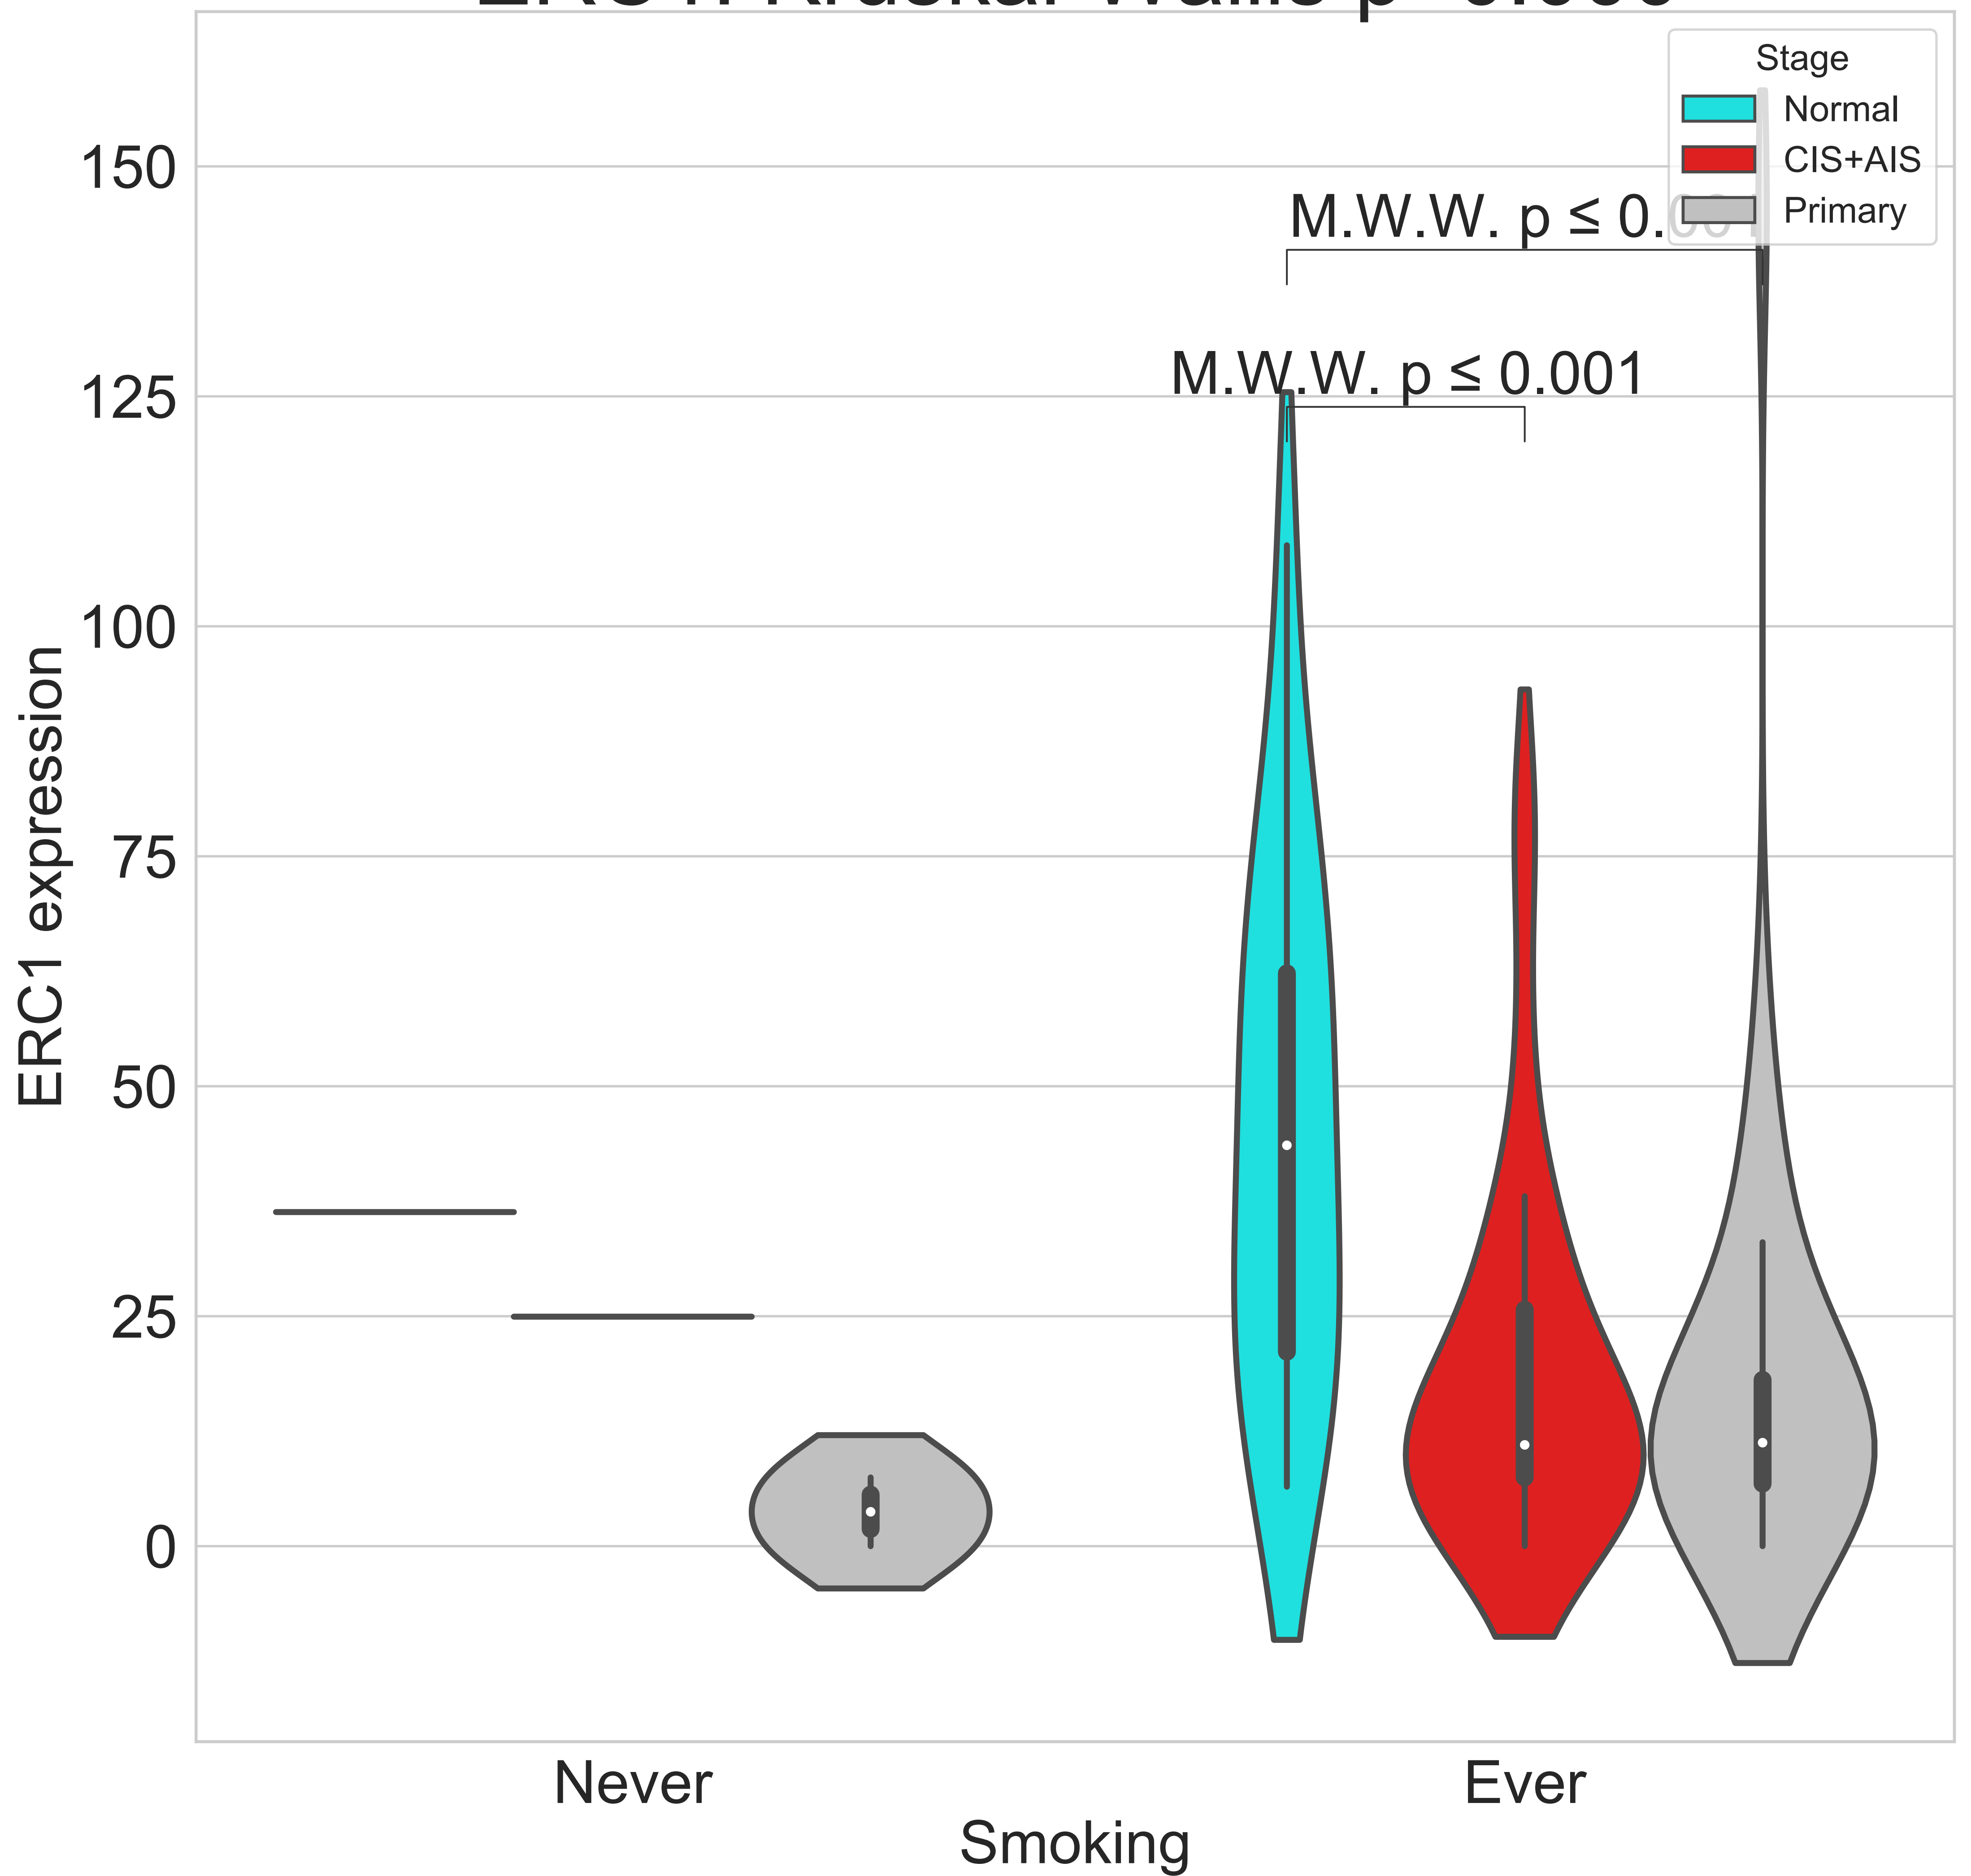 Stage
Normal
CIS+AIS
Primary
150
M.W.W. p ≤
M.W.W. p ≤ 0.001
125
100
75
50
25
0
ERC1 expression
Never
Ever
Smoking